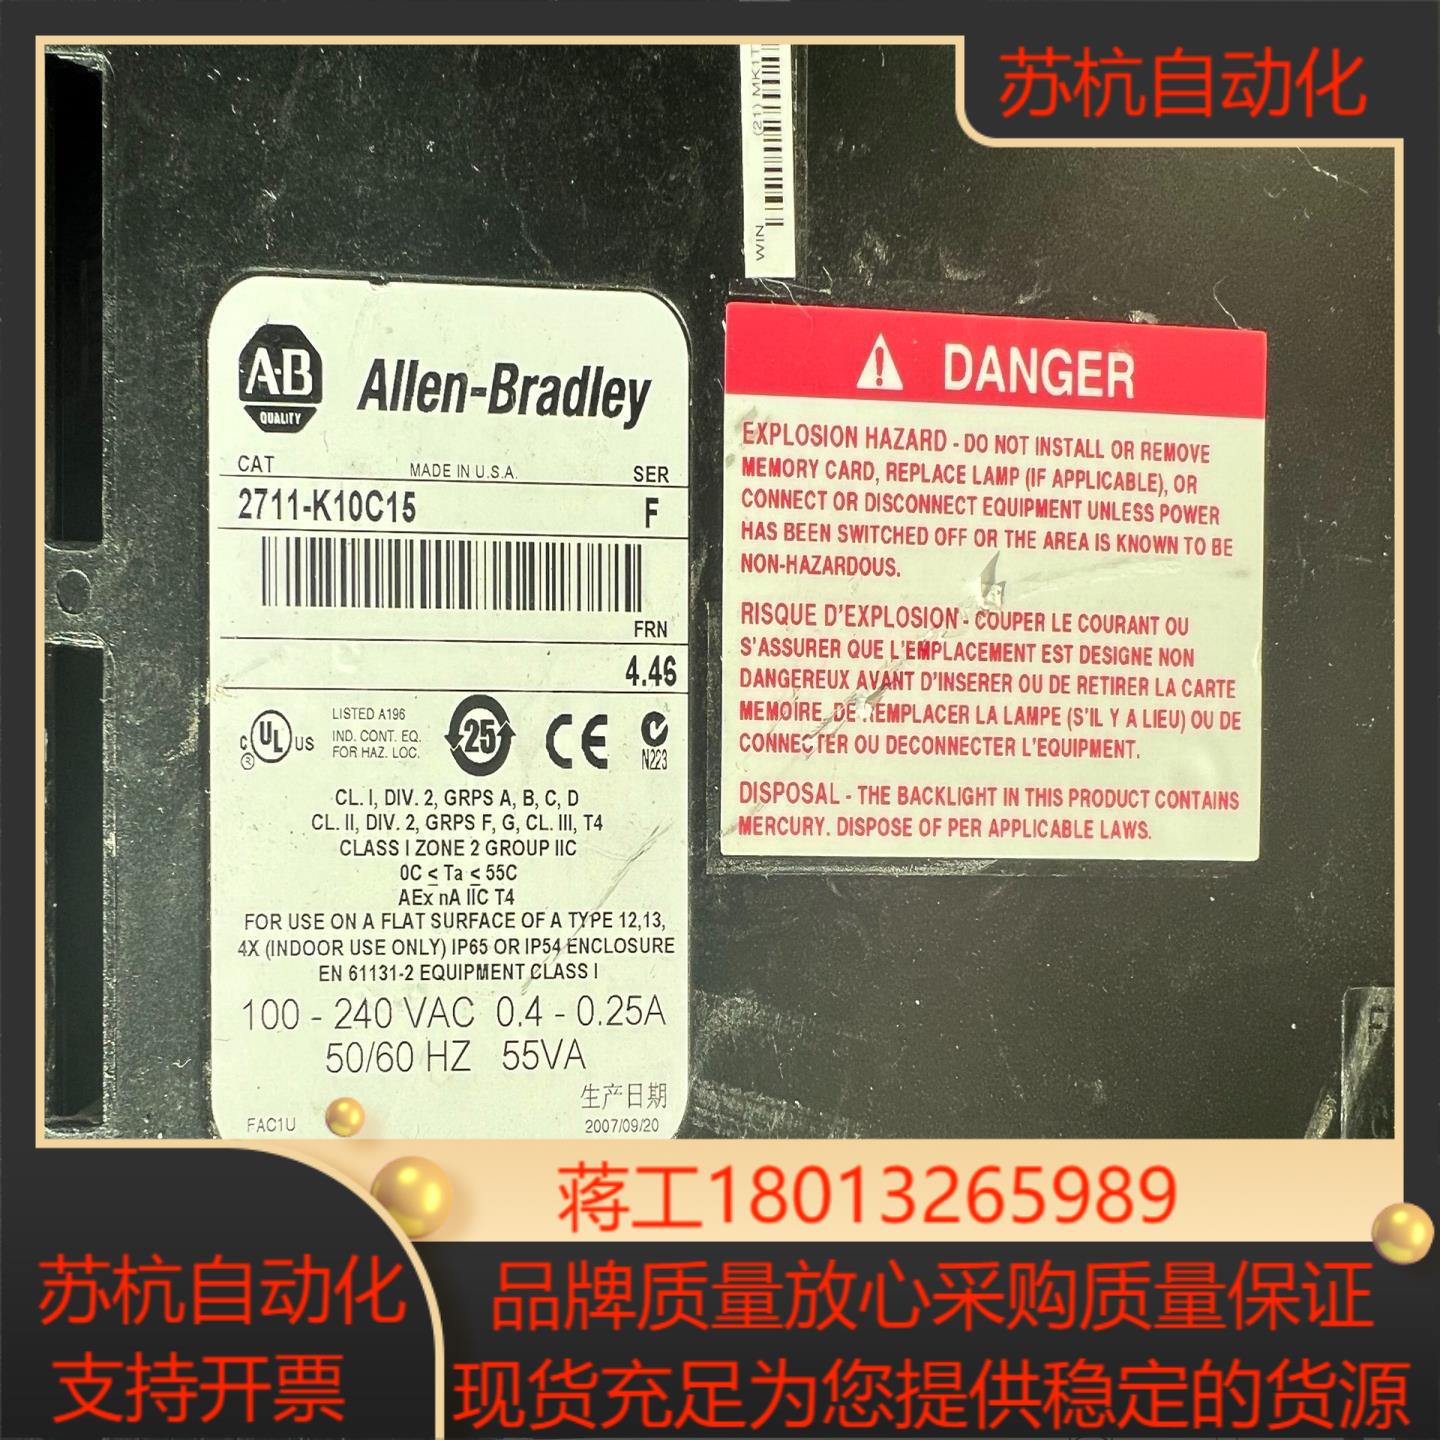 苏杭自动化
(21) MK1T
WIN
AB
QUALITY
Allen-Bradley
CAT
MADE IN U.S.A.
SER
2711-K10C15
F
FRN
4.46
C UL US
®
LISTED A196
IND. CONT. EQ.
FOR HAZ. LOC.
25
CE
N223
CL. I, DIV. 2, GRPS A, B, C, D
CL. II, DIV. 2, GRPS F, G, CL. III, T4
CLASS I ZONE 2 GROUP IIC
0C ≤ Ta ≤ 55C
AEx nA IIC T4
FOR USE ON A FLAT SURFACE OF A TYPE 12,13,
4X (INDOOR USE ONLY) IP65 OR IP54 ENCLOSURE
EN 61131-2 EQUIPMENT CLASS I
100 - 240 VAC 0.4 - 0.25A
50/60 HZ 55VA
生产日期
FAC1U
2007/09/20
DANGER
EXPLOSION HAZARD - DO NOT INSTALL OR REMOVE
MEMORY CARD, REPLACE LAMP (IF APPLICABLE), OR
CONNECT OR DISCONNECT EQUIPMENT UNLESS POWER
HAS BEEN SWITCHED OFF OR THE AREA IS KNOWN TO BE
NON-HAZARDOUS.
RISQUE D'EXPLOSION - COUPER LE COURANT OU
S'ASSURER QUE L'EMPLACEMENT EST DESIGNE NON
DANGEREUX AVANT D'INSERER OU DE RETIRER LA CARTE
MEMOIRE, DE REMPLACER LA LAMPE (S'IL Y A LIEU) OU DE
CONNECTER OU DECONNECTER L'EQUIPMENT.
DISPOSAL - THE BACKLIGHT IN THIS PRODUCT CONTAINS
MERCURY. DISPOSE OF PER APPLICABLE LAWS.
蒋工18013265989
苏杭自动化
支持开票
品牌质量放心采购质量保证
现货充足为您提供稳定的货源